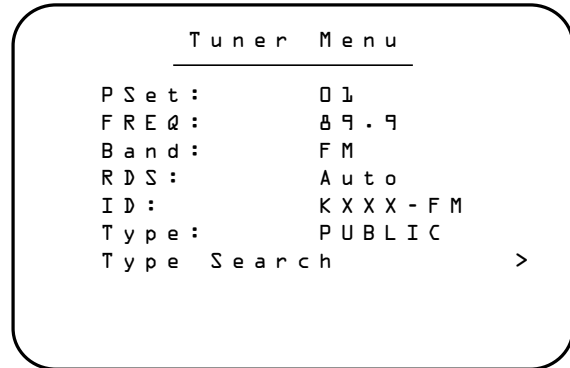 Tuner Menu
PSet: 01
FREQ: 89.9
Band: FM
RDS: Auto
ID: KXXX-FM
Type: PUBLIC
Type Search >